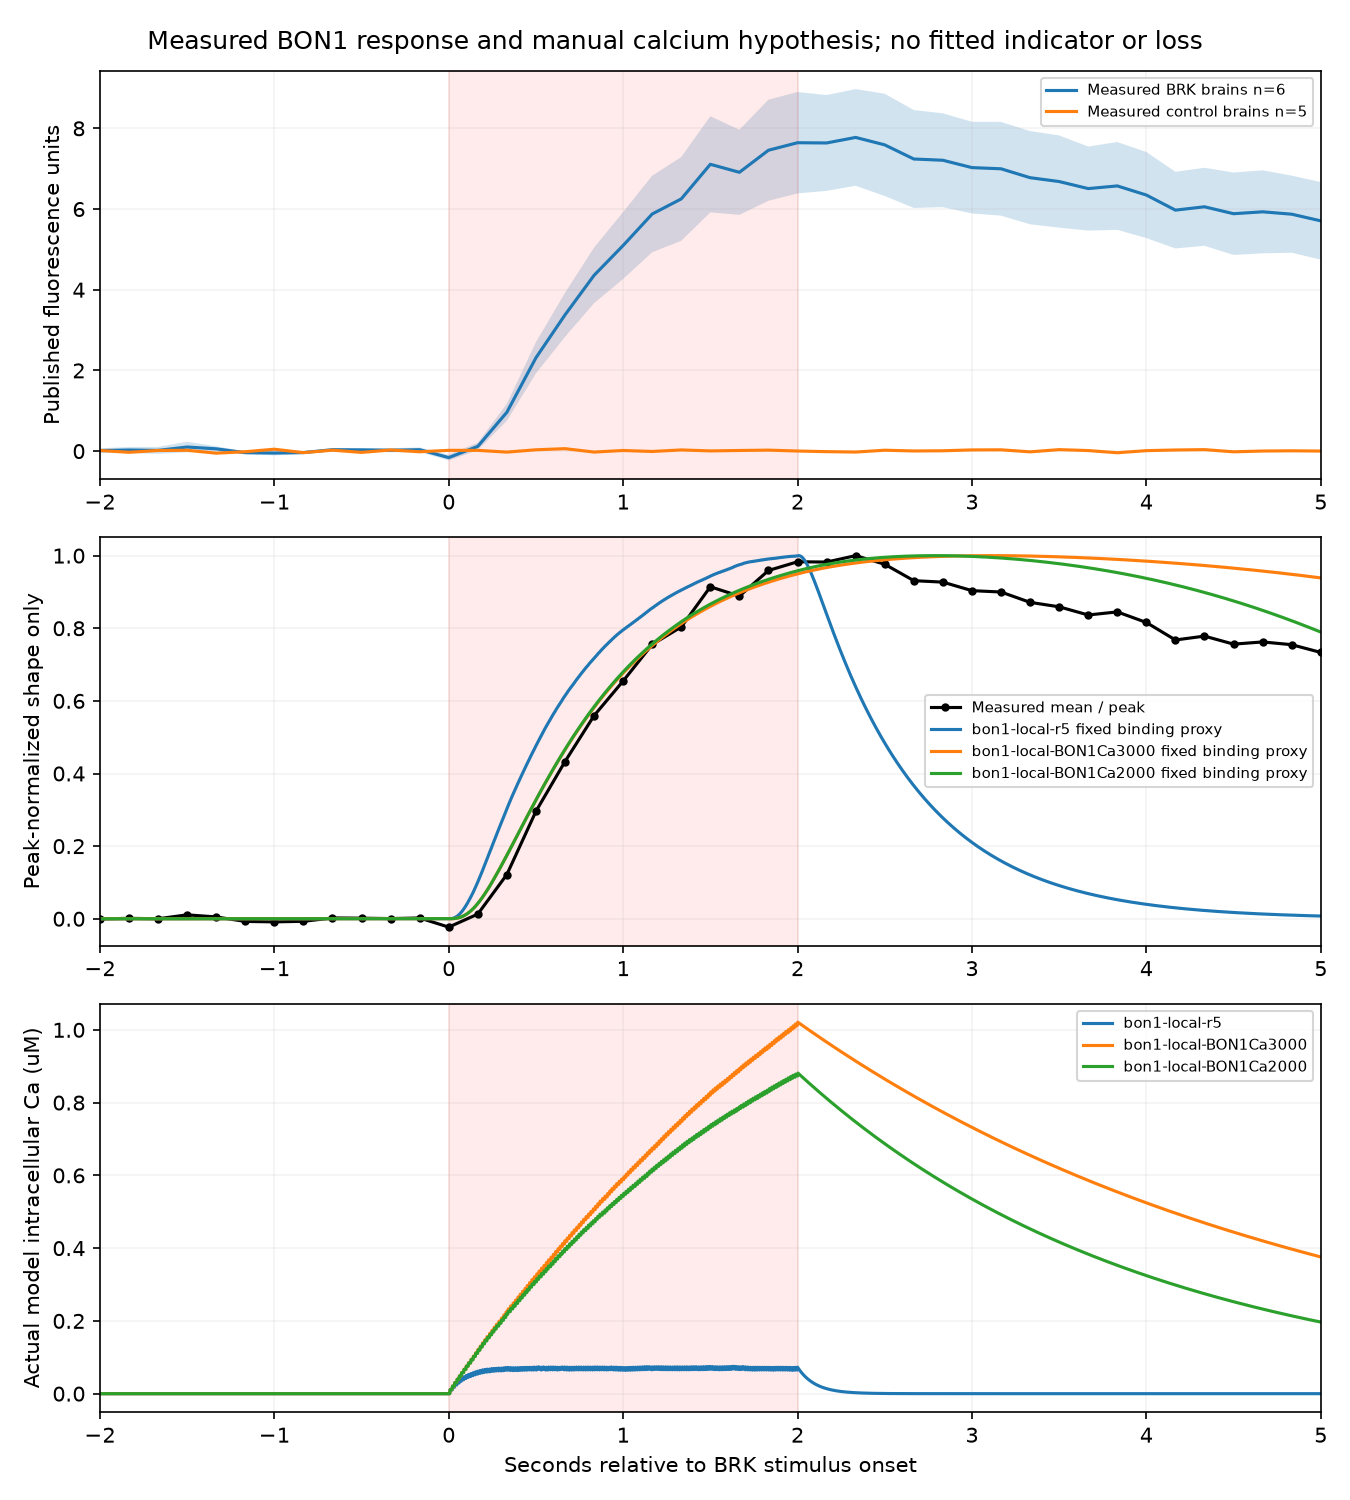 Measured BON1 response and manual calcium hypothesis; no fitted indicator or loss
Published fluorescence units
8
6
4
2
0
Measured BRK brains n=6
Measured control brains n=5
−2 −1 0 1 2 3 4 5
Peak-normalized shape only
1.0
0.8
0.6
0.4
0.2
0.0
Measured mean / peak
bon1-local-r5 fixed binding proxy
bon1-local-BON1Ca3000 fixed binding proxy
bon1-local-BON1Ca2000 fixed binding proxy
−2 −1 0 1 2 3 4 5
Actual model intracellular Ca (uM)
1.0
0.8
0.6
0.4
0.2
0.0
bon1-local-r5
bon1-local-BON1Ca3000
bon1-local-BON1Ca2000
−2 −1 0 1 2 3 4 5
Seconds relative to BRK stimulus onset